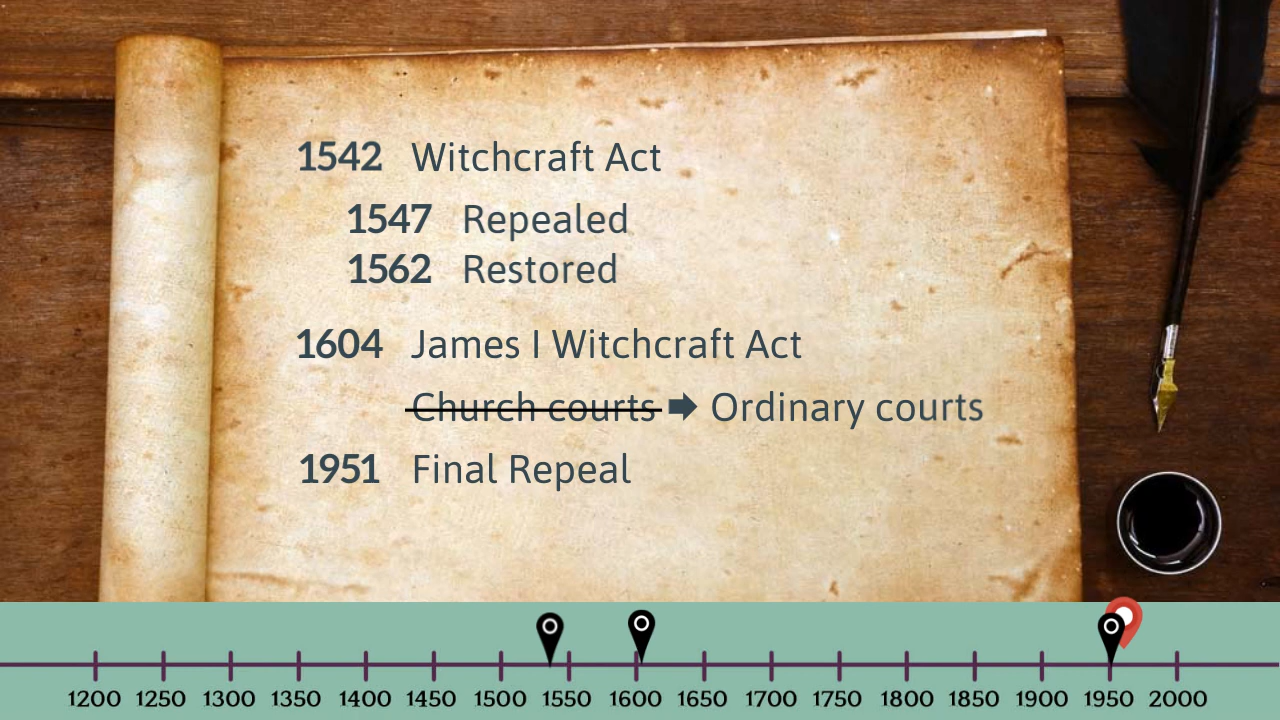 1542 Witchcraft Act
1547 Repealed
1562 Restored
1604 James I Witchcraft Act
Church courts ➡ Ordinary courts
1951 Final Repeal
1200 1250 1300 1350 1400 1450 1500 1550 1600 1650 1700 1750 1800 1850 1900 1950 2000